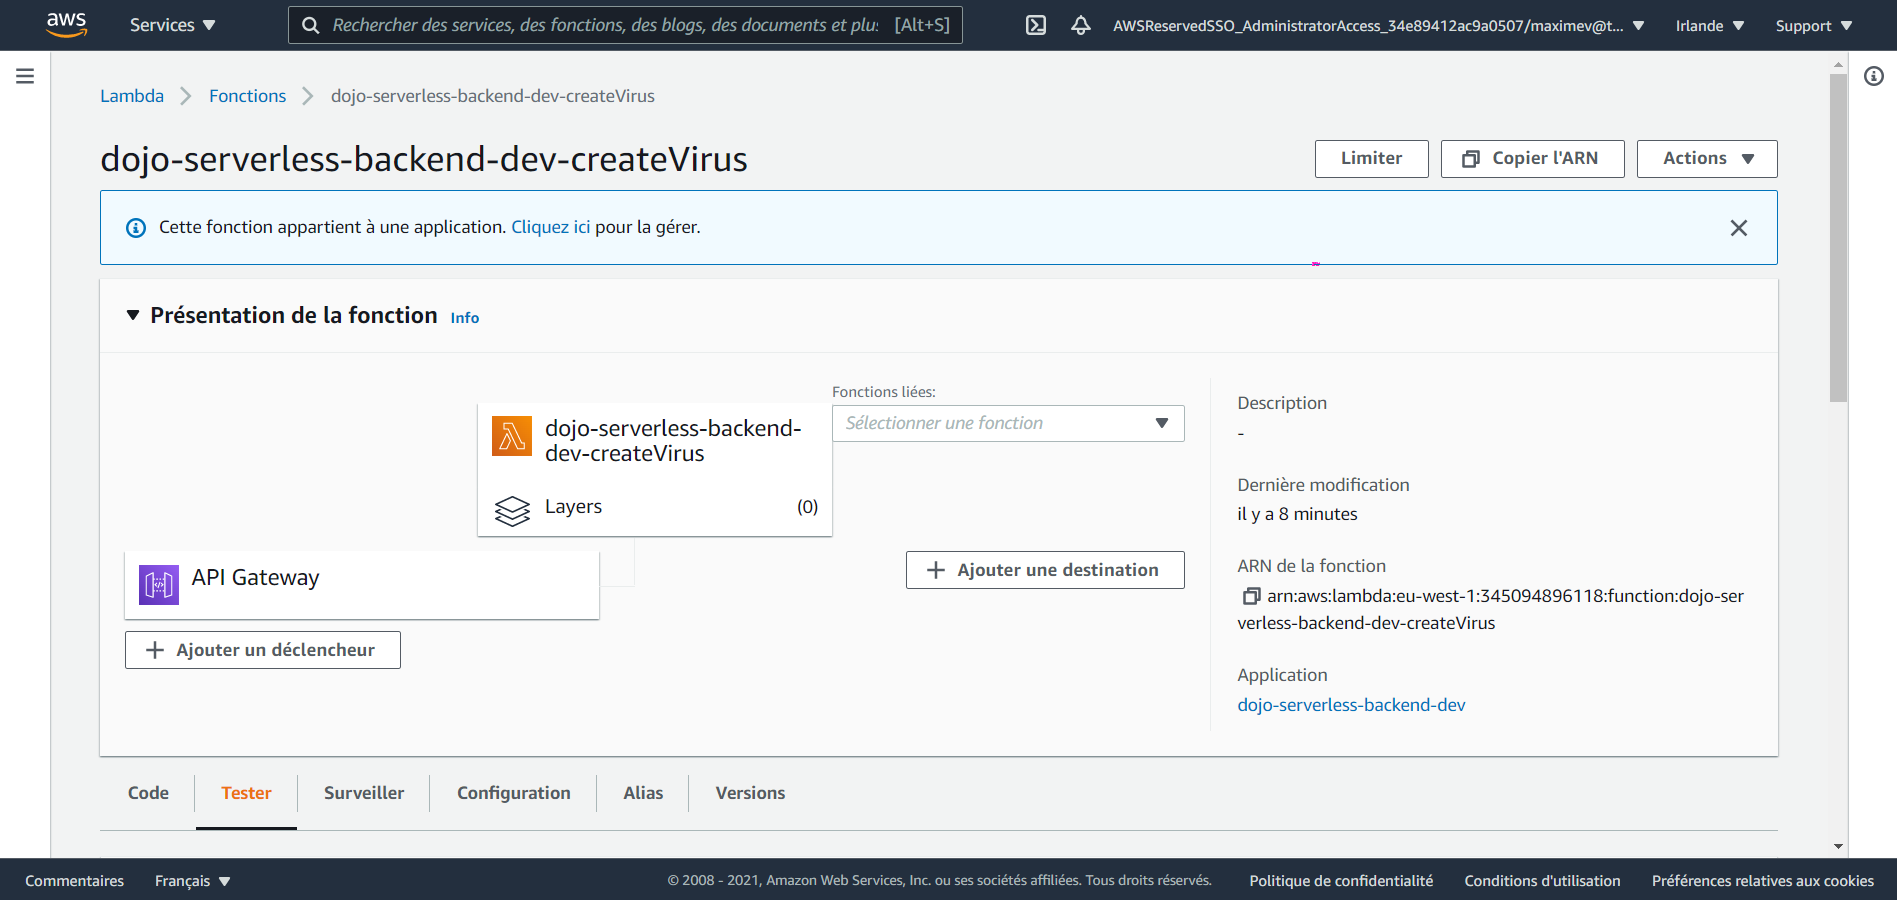 aws
Services
Rechercher des services, des fonctions, des blogs, des documents et plus [Alt+S]
AWSReservedSSO_AdministratorAccess_34e89412ac9a0507/maximev@t...
Irlande
Support
Lambda
Fonctions
dojo-serverless-backend-dev-createVirus
dojo-serverless-backend-dev-createVirus
Limiter
Copier l'ARN
Actions
Cette fonction appartient à une application. Cliquez ici pour la gérer.
Présentation de la fonction Info
dojo-serverless-backend-
dev-createVirus
Layers (0)
Fonctions liées:
Sélectionner une fonction
API Gateway
Ajouter un déclencheur
Ajouter une destination
Description
-
Dernière modification
il y a 8 minutes
ARN de la fonction
arn:aws:lambda:eu-west-1:345094896118:function:dojo-ser
verless-backend-dev-createVirus
Application
dojo-serverless-backend-dev
Code
Tester
Surveiller
Configuration
Alias
Versions
Commentaires
Français
© 2008 - 2021, Amazon Web Services, Inc. ou ses sociétés affiliées. Tous droits réservés.
Politique de confidentialité
Conditions d'utilisation
Préférences relatives aux cookies